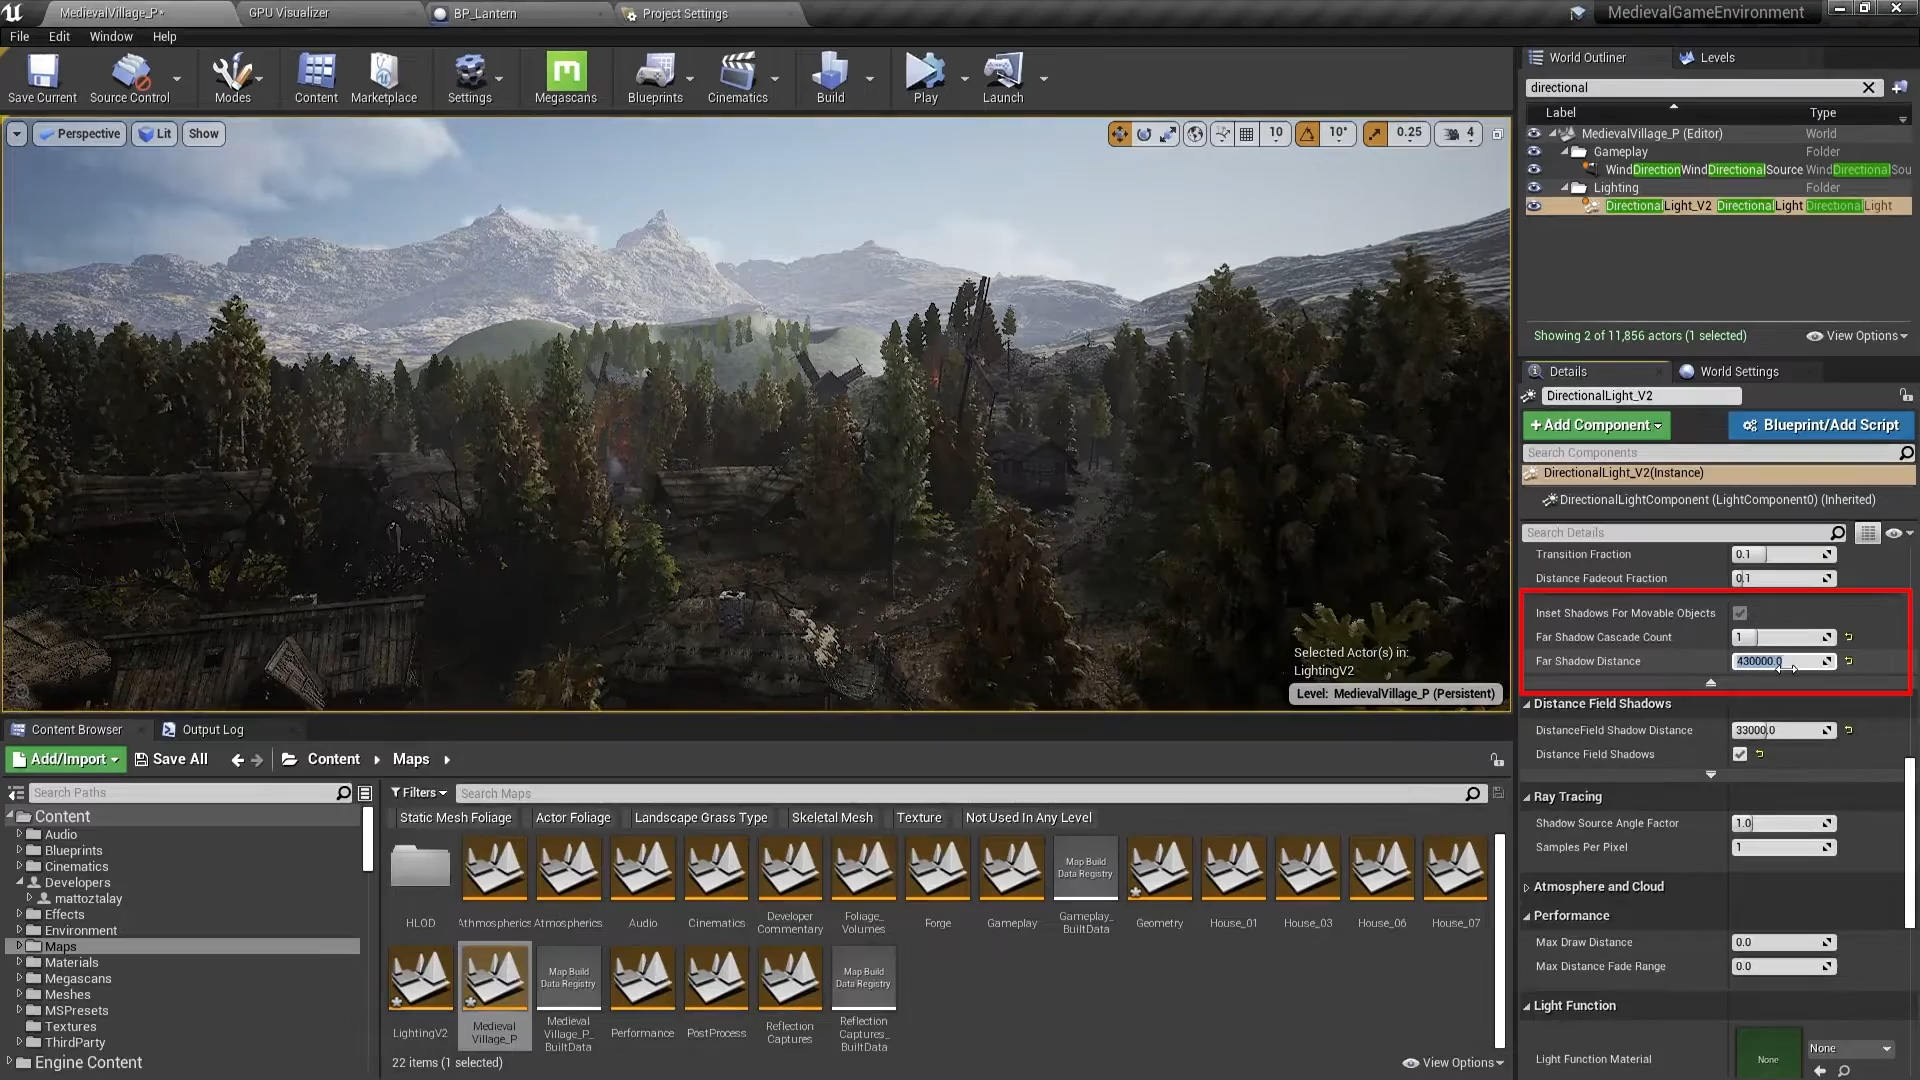 MedievalVillage_P*
GPU Visualizer
BP_Lantern
Project Settings
MedievalGameEnvironment
File Edit Window Help
Save Current
Source Control
Modes
Content
Marketplace
Settings
Megascans
Blueprints
Cinematics
Build
Play
Launch
Perspective
Lit
Show
10
10°
0.25
4
Selected Actor(s) in:
LightingV2
Level: MedievalVillage_P (Persistent)
World Outliner
Levels
directional
Label Type
MedievalVillage_P (Editor) World
Gameplay Folder
WindDirectionWindDirectionalSource WindDirectionalSou
Lighting Folder
DirectionalLight_V2 DirectionalLight DirectionalLight
Showing 2 of 11,856 actors (1 selected)
View Options
Details
World Settings
DirectionalLight_V2
+Add Component
Blueprint/Add Script
Search Components
DirectionalLight_V2(Instance)
DirectionalLightComponent (LightComponent0) (Inherited)
Search Details
Transition Fraction 0.1
Distance Fadeout Fraction 0.1
Inset Shadows For Movable Objects
Far Shadow Cascade Count 1
Far Shadow Distance 430000.0
Distance Field Shadows
DistanceField Shadow Distance 33000.0
Distance Field Shadows
Ray Tracing
Shadow Source Angle Factor 1.0
Samples Per Pixel 1
Atmosphere and Cloud
Performance
Max Draw Distance 0.0
Max Distance Fade Range 0.0
Light Function
Light Function Material None None
Content Browser
Output Log
Add/Import
Save All
Content
Maps
Search Paths
Content
Audio
Blueprints
Cinematics
Developers
mattoztalay
Effects
Environment
Maps
Materials
Megascans
Meshes
MSPresets
Textures
ThirdParty
Engine Content
Filters
Search Maps
Static Mesh Foliage
Actor Foliage
Landscape Grass Type
Skeletal Mesh
Texture
Not Used In Any Level
HLOD
Athmospherics
Atmospherics
Audio
Cinematics
Developer
Commentary
Foliage_
Volumes
Forge
Gameplay
Map Build
Data Registry
Gameplay_
BuiltData
Geometry
House_01
House_03
House_06
House_07
LightingV2
Medieval
Village_P
Map Build
Data Registry
Medieval
Village_P_
BuiltData
Performance
PostProcess
Reflection
Captures
Map Build
Data Registry
Reflection
Captures_
BuiltData
22 items (1 selected)
View Options